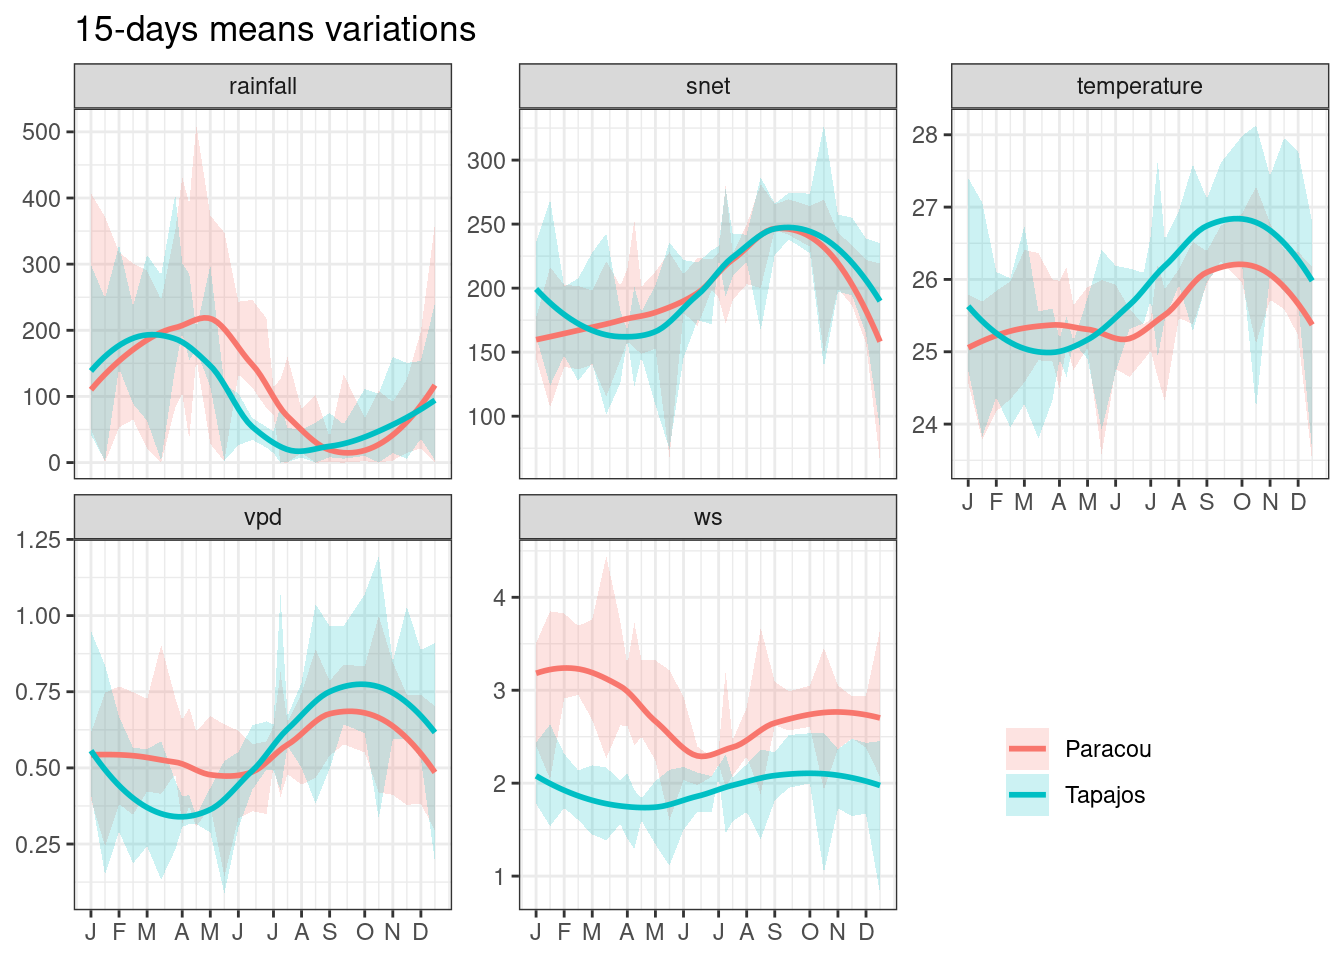 15-days means variations
rainfall
snet
temperature
500
400
300
200
100
0
300
250
200
150
100
28
27
26
25
24
J F M A M J J A S O N D
vpd
ws
1.25
1.00
0.75
0.50
0.25
4
3
2
1
Paracou
Tapajos
J F M A M J J A S O N D
J F M A M J J A S O N D